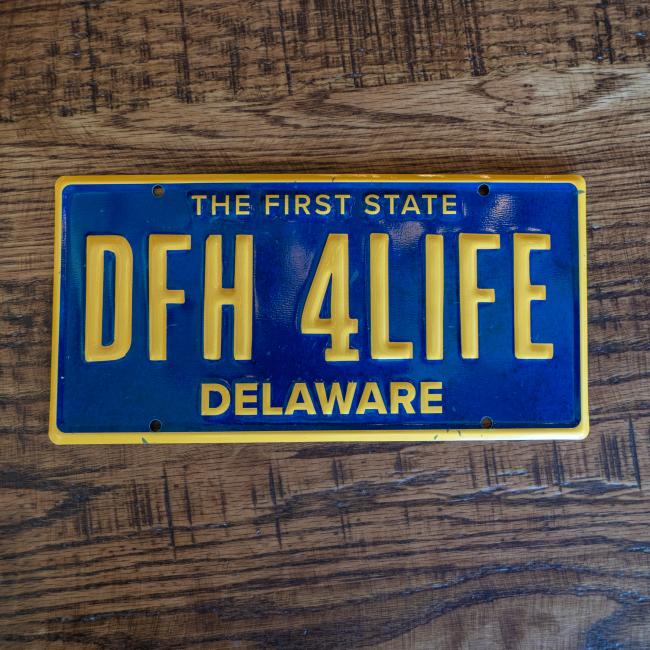 THE FIRST STATE
DFH 4LIFE
DELAWARE